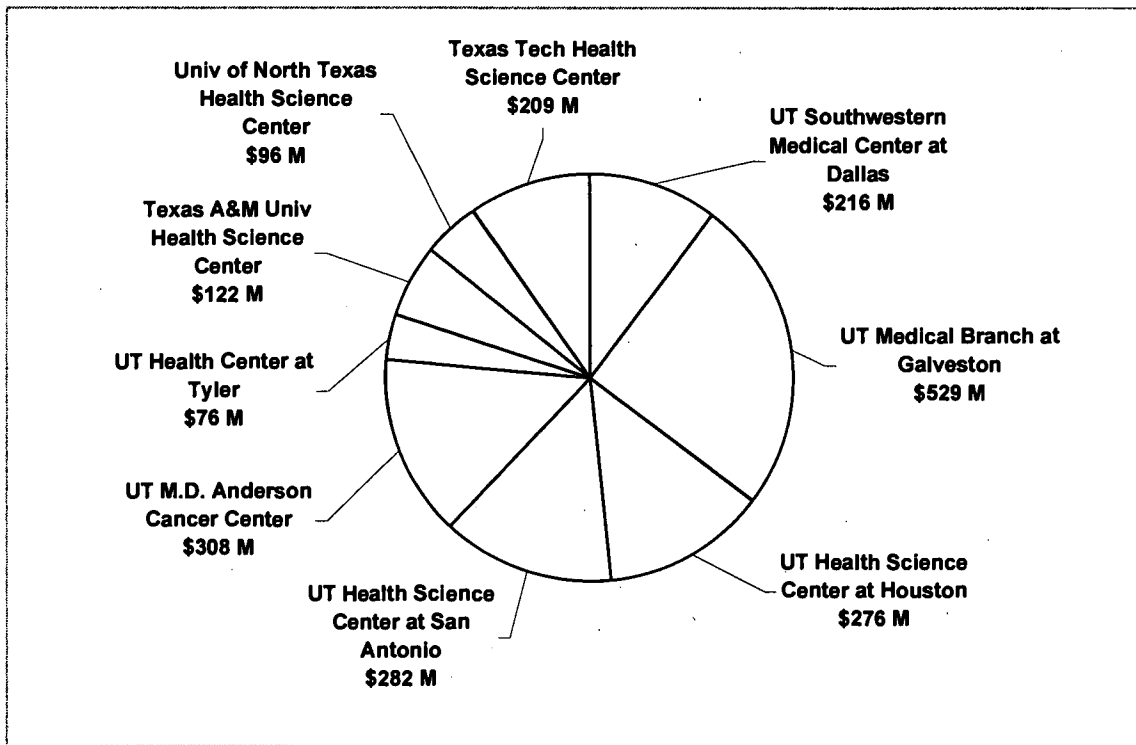 Texas Tech Health
Science Center
$209 M
UT Southwestern
Medical Center at
Dallas
$216 M
UT Medical Branch at
Galveston
$529 M
UT Health Science
Center at Houston
$276 M
UT Health Science
Center at San
Antonio
$282 M
UT M.D. Anderson
Cancer Center
$308 M
UT Health Center at
Tyler
$76 M
Texas A&M Univ
Health Science
Center
$122 M
Univ of North Texas
Health Science
Center
$96 M